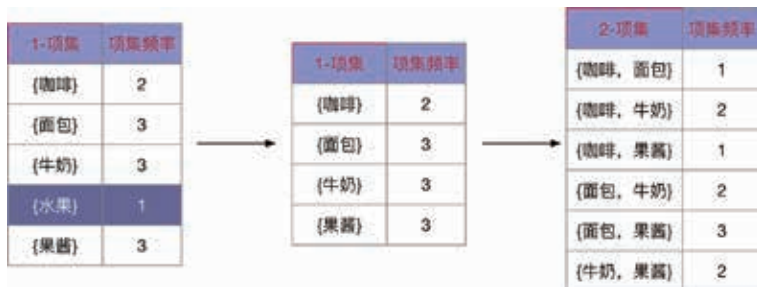 1-项集 项集频率
{咖啡} 2
{面包} 3
{牛奶} 3
{水果} 1
{果酱} 3
1-项集 项集频率
{咖啡} 2
{面包} 3
{牛奶} 3
{果酱} 3
2-项集 项集频率
{咖啡，面包} 1
{咖啡，牛奶} 2
{咖啡，果酱} 1
{面包，牛奶} 2
{面包，果酱} 3
{牛奶，果酱} 2